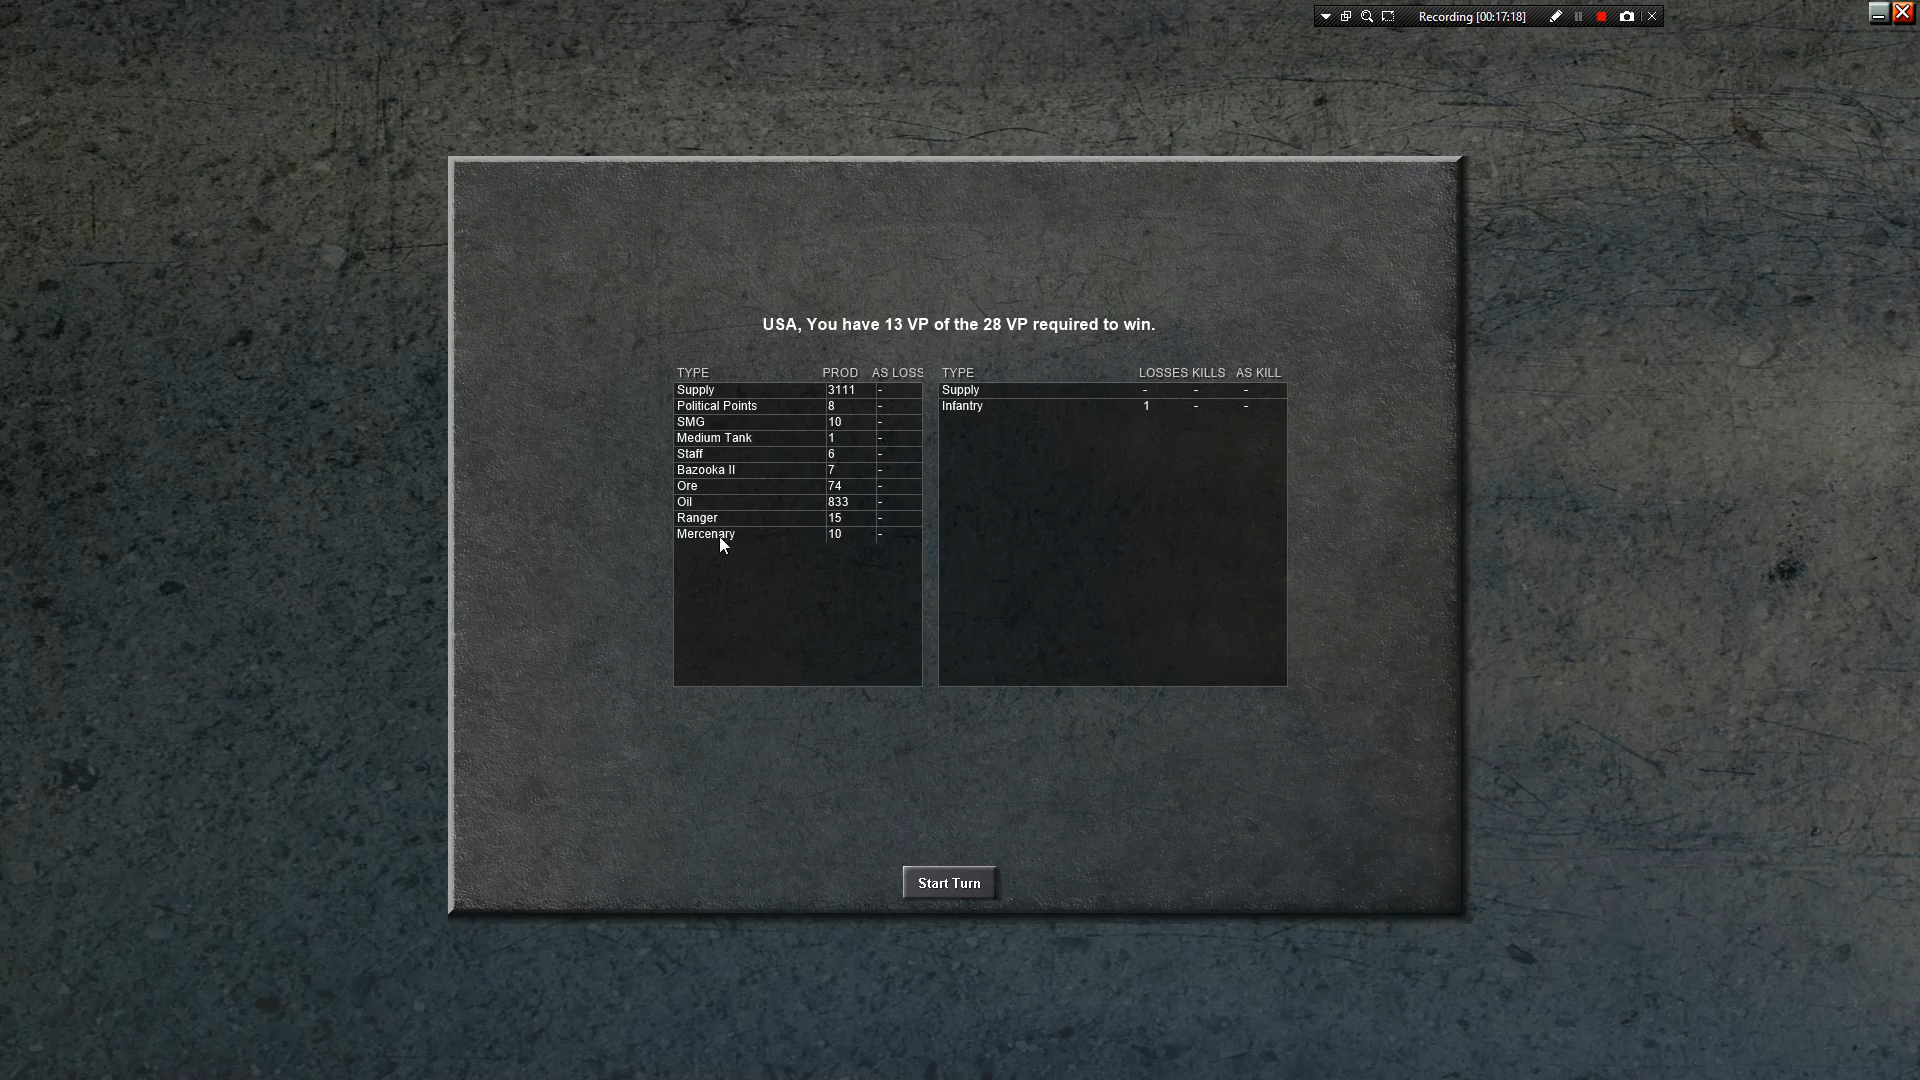 Recording [00:17:18]
USA, You have 13 VP of the 28 VP required to win.
TYPE PROD AS LOSS TYPE LOSSES KILLS AS KILL
Supply 3111 - Supply - - -
Political Points 8 - Infantry 1 - -
SMG 10 -
Medium Tank 1 -
Staff 6 -
Bazooka II 7 -
Ore 74 -
Oil 833 -
Ranger 15 -
Mercenary 10 -
Start Turn